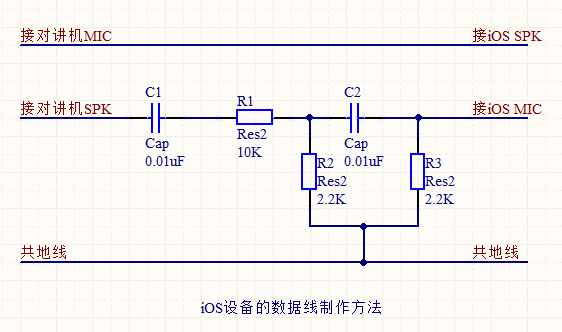 接对讲机MIC 接iOS SPK
C1 C2
接对讲机SPK R1 接iOS MIC
Cap Res2 Cap
0.01uF 10K 0.01uF
R2 R3
Res2 Res2
2.2K 2.2K
共地线 共地线
iOS设备的数据线制作方法